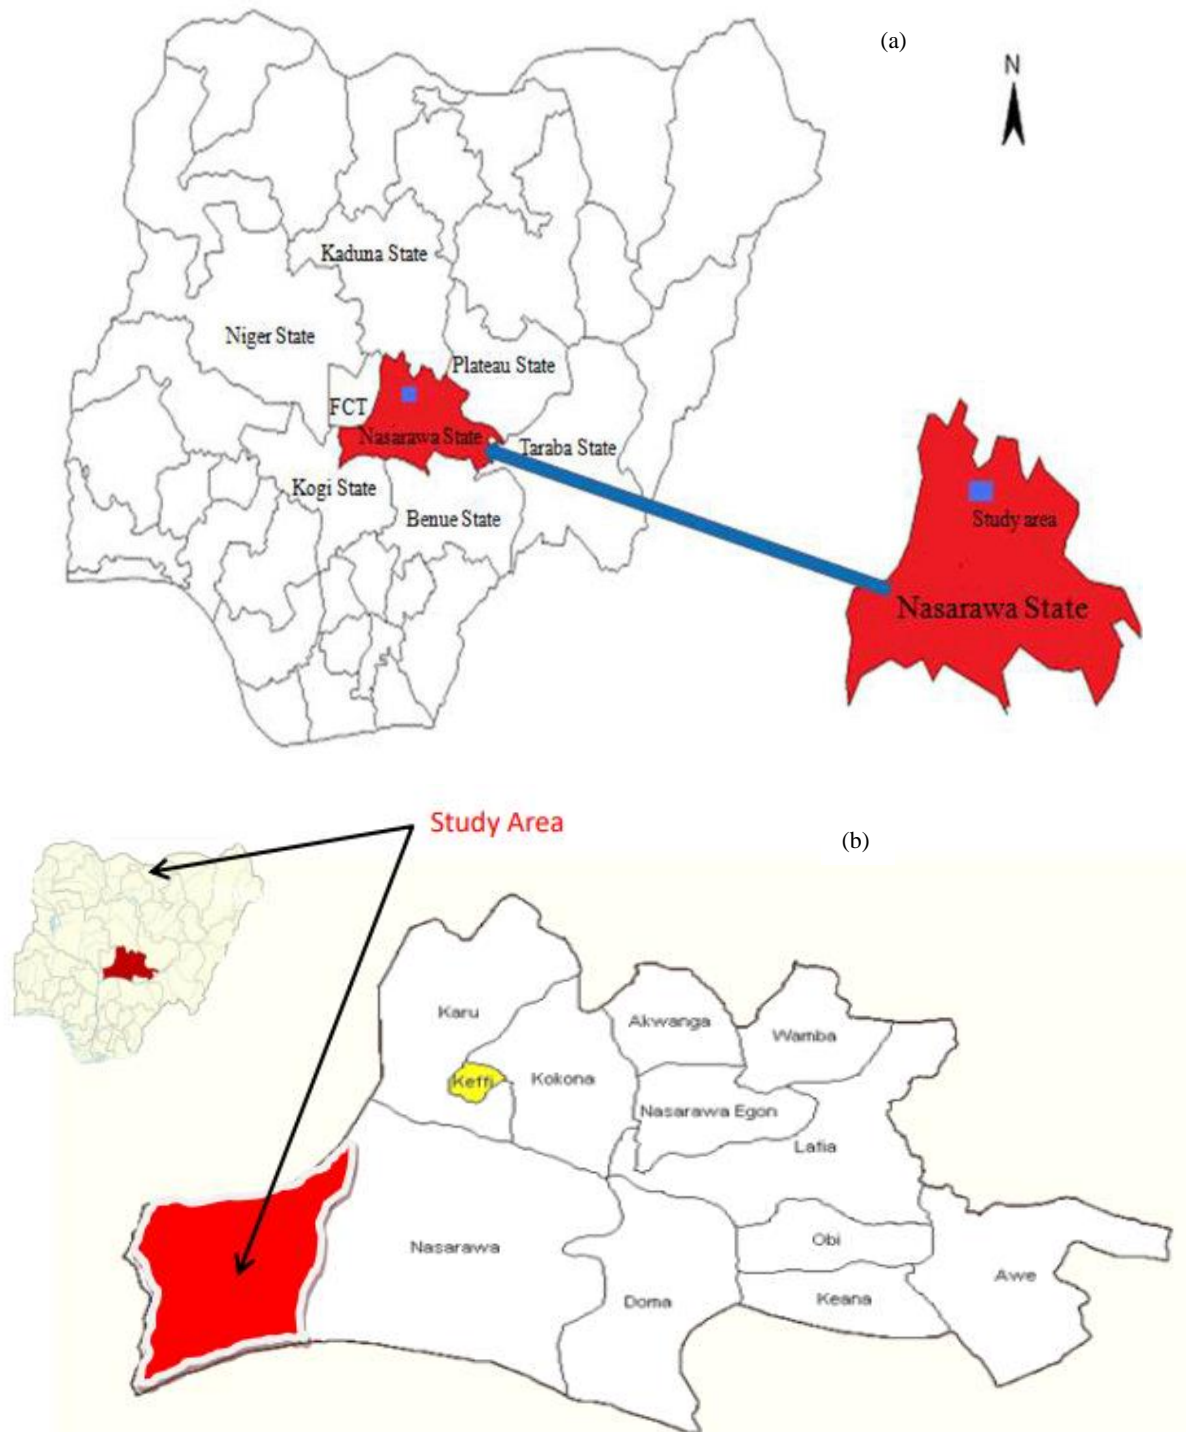 (a)
N
Kaduna State
Niger State
Plateau State
FCT
Nasarawa State
Taraba State
Kogi State
Benue State
Study area
Nasarawa State
Study Area
(b)
Karu
Akwanga
Wamba
Keffi
Kokona
Nasarawa Egon
Lafia
Nasarawa
Obi
Awe
Doma
Keana